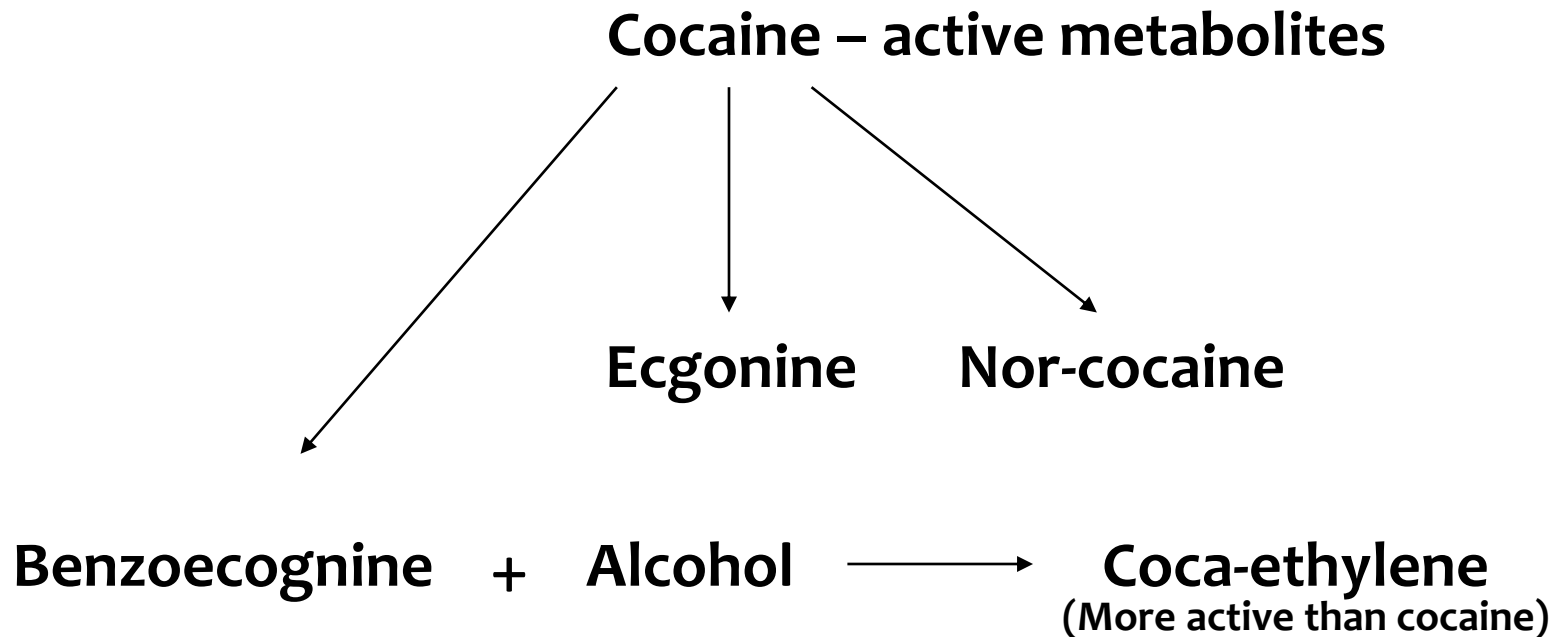 Cocaine – active metabolites
Ecgonine Nor-cocaine
Benzoecognine + Alcohol Coca-ethylene
(More active than cocaine)